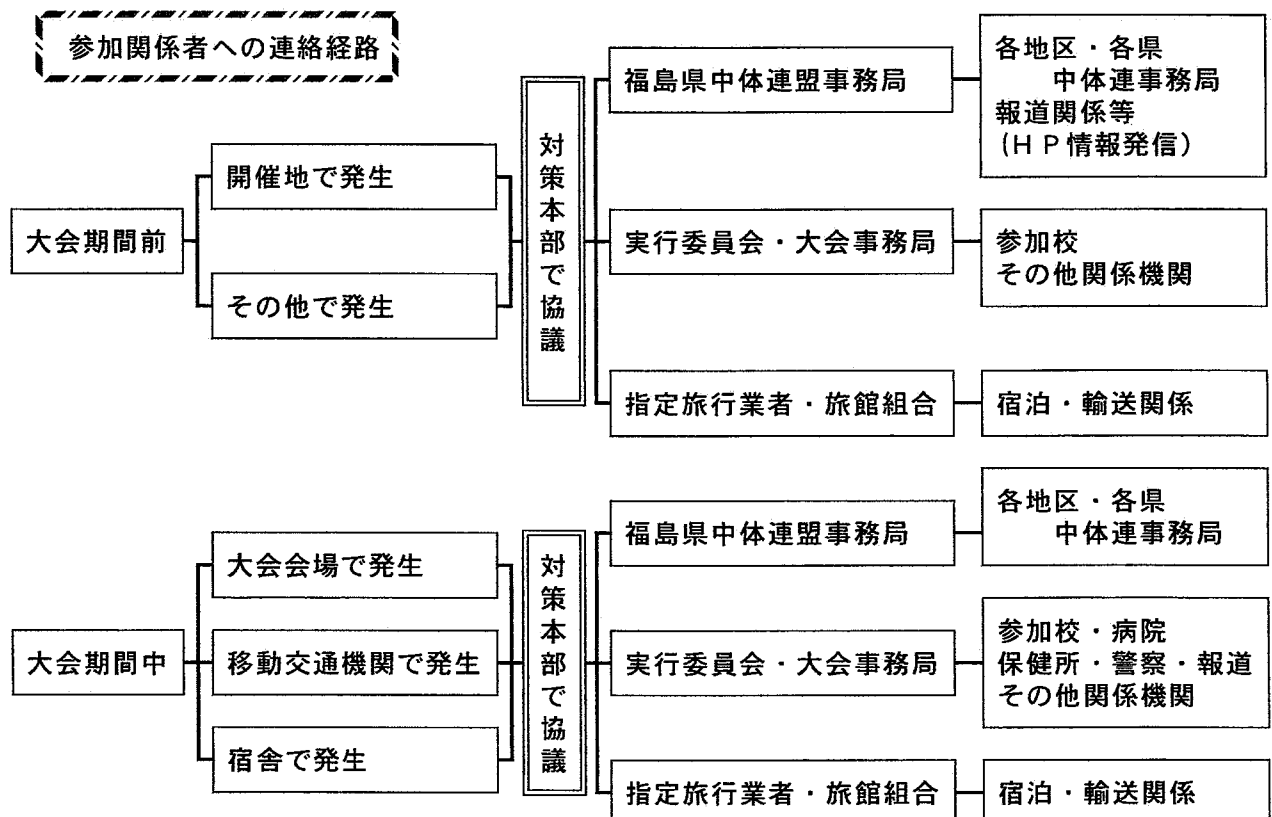 参加関係者への連絡経路
大会期間前
開催地で発生
その他で発生
対策本部で協議
福島県中体連盟事務局
各地区・各県
中体連事務局
報道関係等
(HP情報発信)
実行委員会・大会事務局
参加校
その他関係機関
指定旅行業者・旅館組合
宿泊・輸送関係
大会期間中
大会会場で発生
移動交通機関で発生
宿舎で発生
対策本部で協議
福島県中体連盟事務局
各地区・各県
中体連事務局
実行委員会・大会事務局
参加校・病院
保健所・警察・報道
その他関係機関
指定旅行業者・旅館組合
宿泊・輸送関係